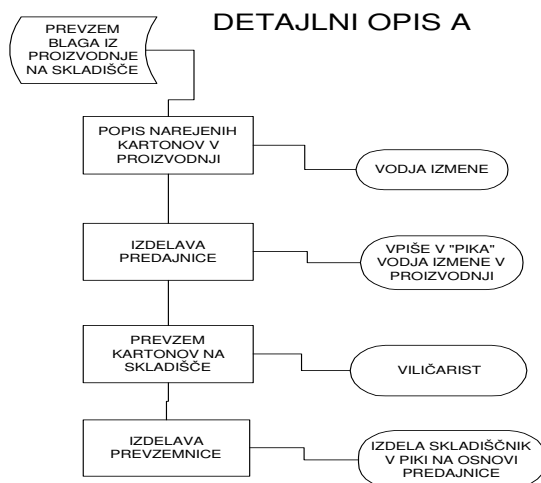 DETAJLNI OPIS A
PREVZEM
BLAGA IZ
PROIZVODNJE
NA SKLADIŠČE
POPIS NAREJENIH
KARTONOV V
PROIZVODNJI
VODJA IZMENE
IZDELAVA
PREDAJNICE
VPIŠE V "PIKA"
VODJA IZMENE V
PROIZVODNJI
PREVZEM
KARTONOV NA
SKLADIŠČE
VILIČARIST
IZDELAVA
PREVZEMNICE
IZDELA SKLADIŠČNIK
V PIKI NA OSNOVI
PREDAJNICE